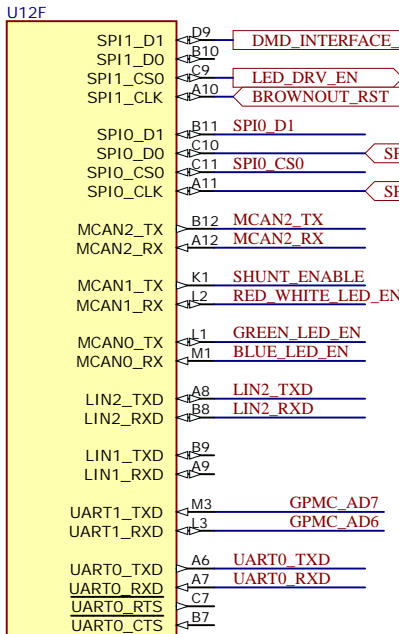 U12F
SPI1_D1 D9 DMD_INTERFACE_
SPI1_D0 B10
SPI1_CS0 C9 LED_DRV_EN
SPI1_CLK A10 BROWNOUT_RST
SPI0_D1 B11 SPI0_D1
SPI0_D0 C10 SP
SPI0_CS0 C11 SPI0_CS0
SPI0_CLK A11 SP
MCAN2_TX B12 MCAN2_TX
MCAN2_RX A12 MCAN2_RX
MCAN1_TX K1 SHUNT_ENABLE
MCAN1_RX L2 RED_WHITE_LED_EN
MCAN0_TX L1 GREEN_LED_EN
MCAN0_RX M1 BLUE_LED_EN
LIN2_TXD A8 LIN2_TXD
LIN2_RXD B8 LIN2_RXD
LIN1_TXD B9
LIN1_RXD A9
UART1_TXD M3 GPMC_AD7
UART1_RXD L3 GPMC_AD6
UART0_TXD A6 UART0_TXD
UART0_RXD A7 UART0_RXD
UART0_RTS C7
UART0_CTS B7